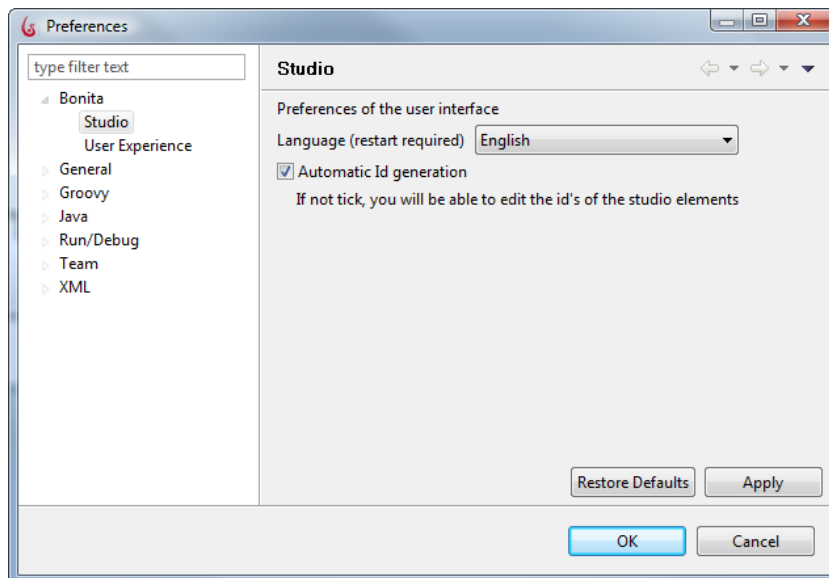 Preferences
type filter text
Bonita
Studio
User Experience
General
Groovy
Java
Run/Debug
Team
XML
Studio
Preferences of the user interface
Language (restart required) English
Automatic Id generation
If not tick, you will be able to edit the id's of the studio elements
Restore Defaults Apply
OK Cancel